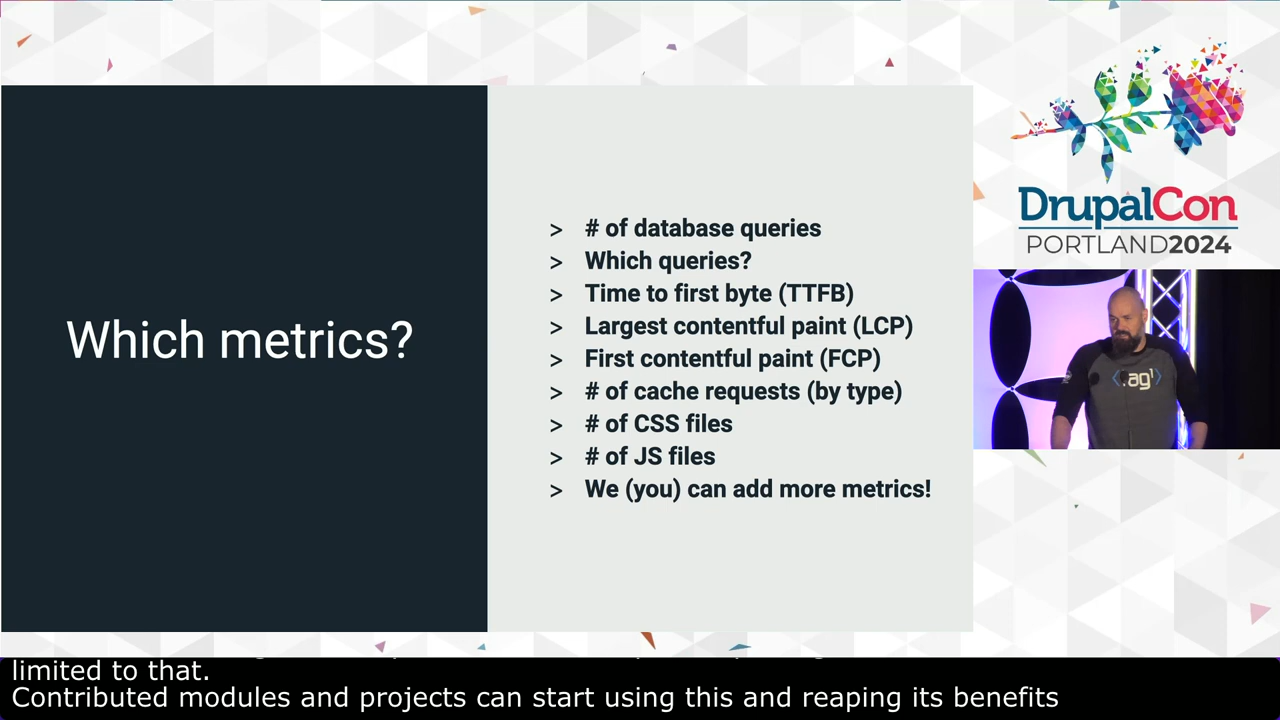 Which metrics?
> # of database queries
> Which queries?
> Time to first byte (TTFB)
> Largest contentful paint (LCP)
> First contentful paint (FCP)
> # of cache requests (by type)
> # of CSS files
> # of JS files
> We (you) can add more metrics!
DrupalCon
PORTLAND2024
ag1
limited to that.
Contributed modules and projects can start using this and reaping its benefits